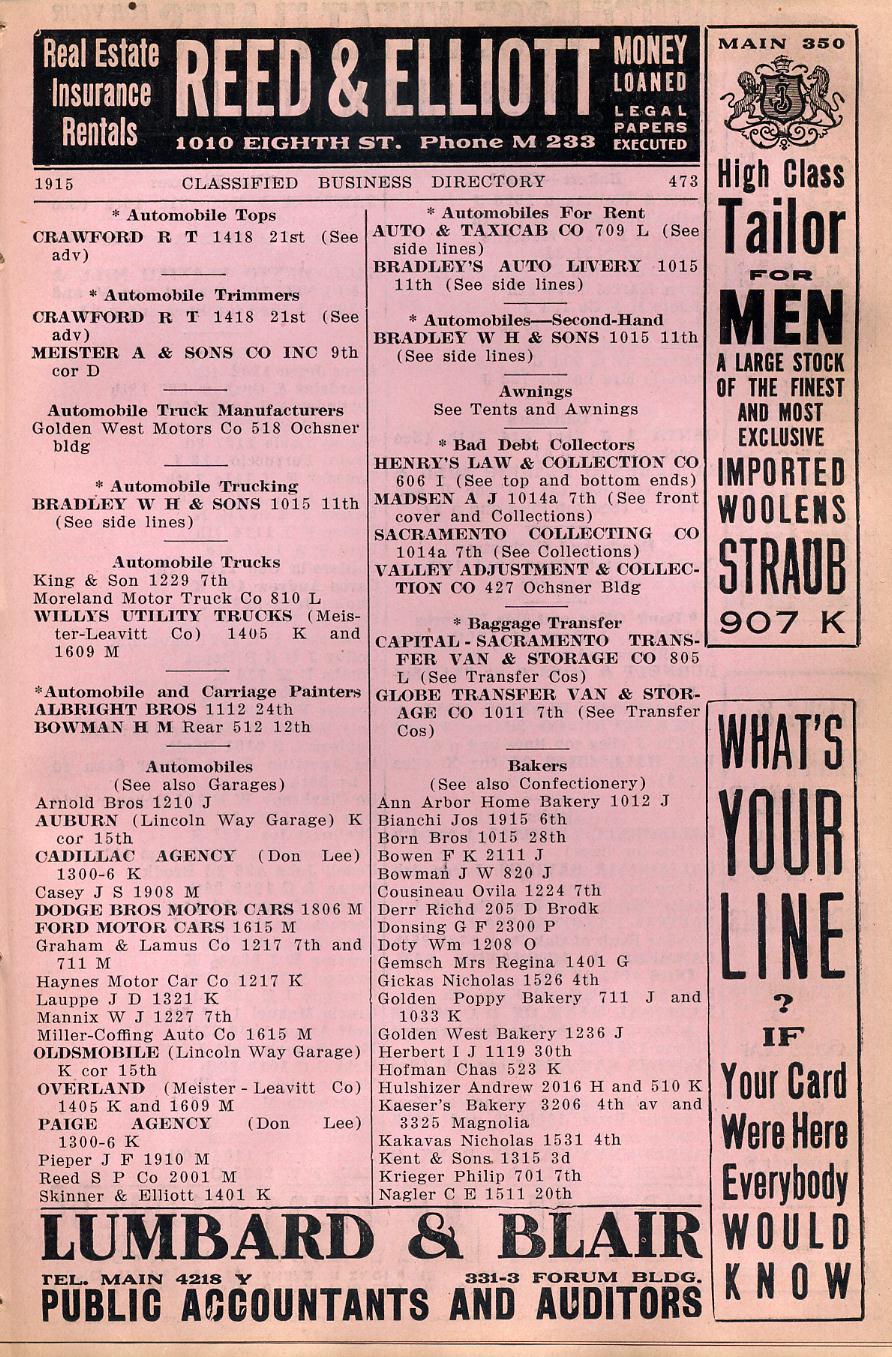 Real Estate
Insurance
Rentals
REED & ELLIOTT
1010 EIGHTH ST. Phone M 233
MONEY
LOANED
LEGAL
PAPERS
EXECUTED
1915 CLASSIFIED BUSINESS DIRECTORY 473
* Automobile Tops
CRAWFORD R T 1418 21st (See
adv)
* Automobile Trimmers
CRAWFORD R T 1418 21st (See
adv)
MEISTER A & SONS CO INC 9th
cor D
Automobile Truck Manufacturers
Golden West Motors Co 518 Ochsner
bldg
* Automobile Trucking
BRADLEY W H & SONS 1015 11th
(See side lines)
Automobile Trucks
King & Son 1229 7th
Moreland Motor Truck Co 810 L
WILLYS UTILITY TRUCKS (Meis-
ter-Leavitt Co) 1405 K and
1609 M
*Automobile and Carriage Painters
ALBRIGHT BROS 1112 24th
BOWMAN H M Rear 512 12th
Automobiles
(See also Garages)
Arnold Bros 1210 J
AUBURN (Lincoln Way Garage) K
cor 15th
CADILLAC AGENCY (Don Lee)
1300-6 K
Casey J S 1908 M
DODGE BROS MOTOR CARS 1806 M
FORD MOTOR CARS 1615 M
Graham & Lamus Co 1217 7th and
711 M
Haynes Motor Car Co 1217 K
Lauppe J D 1321 K
Mannix W J 1227 7th
Miller-Coffing Auto Co 1615 M
OLDSMOBILE (Lincoln Way Garage)
K cor 15th
OVERLAND (Meister - Leavitt Co)
1405 K and 1609 M
PAIGE AGENCY (Don Lee)
1300-6 K
Pieper J F 1910 M
Reed S P Co 2001 M
Skinner & Elliott 1401 K
* Automobiles For Rent
AUTO & TAXICAB CO 709 L (See
side lines)
BRADLEY'S AUTO LIVERY 1015
11th (See side lines)
* Automobiles—Second-Hand
BRADLEY W H & SONS 1015 11th
(See side lines)
Awnings
See Tents and Awnings
* Bad Debt Collectors
HENRY'S LAW & COLLECTION CO
606 I (See top and bottom ends)
MADSEN A J 1014a 7th (See front
cover and Collections)
SACRAMENTO COLLECTING CO
1014a 7th (See Collections)
VALLEY ADJUSTMENT & COLLEC-
TION CO 427 Ochsner Bldg
* Baggage Transfer
CAPITAL - SACRAMENTO TRANS-
FER VAN & STORAGE CO 805
L (See Transfer Cos)
GLOBE TRANSFER VAN & STOR-
AGE CO 1011 7th (See Transfer
Cos)
Bakers
(See also Confectionery)
Ann Arbor Home Bakery 1012 J
Bianchi Jos 1915 6th
Born Bros 1015 28th
Bowen F K 2111 J
Bowman J W 820 J
Cousineau Ovila 1224 7th
Derr Richd 205 D Brodk
Donsing G F 2300 P
Doty Wm 1208 O
Gemsch Mrs Regina 1401 G
Gickas Nicholas 1526 4th
Golden Poppy Bakery 711 J and
1033 K
Golden West Bakery 1236 J
Herbert I J 1119 30th
Hofman Chas 523 K
Hulshizer Andrew 2016 H and 510 K
Kaeser's Bakery 3206 4th av and
3325 Magnolia
Kakavas Nicholas 1531 4th
Kent & Sons 1315 3d
Krieger Philip 701 7th
Nagler C E 1511 20th
MAIN 350
High Class
Tailor
FOR
MEN
A LARGE STOCK
OF THE FINEST
AND MOST
EXCLUSIVE
IMPORTED
WOOLENS
STRAUB
907 K
WHAT'S
YOUR
LINE
?
IF
Your Card
Were Here
Everybody
WOULD
KNOW
LUMBARD & BLAIR
TEL. MAIN 4218 Y 331-3 FORUM BLDG.
PUBLIC ACCOUNTANTS AND AUDITORS